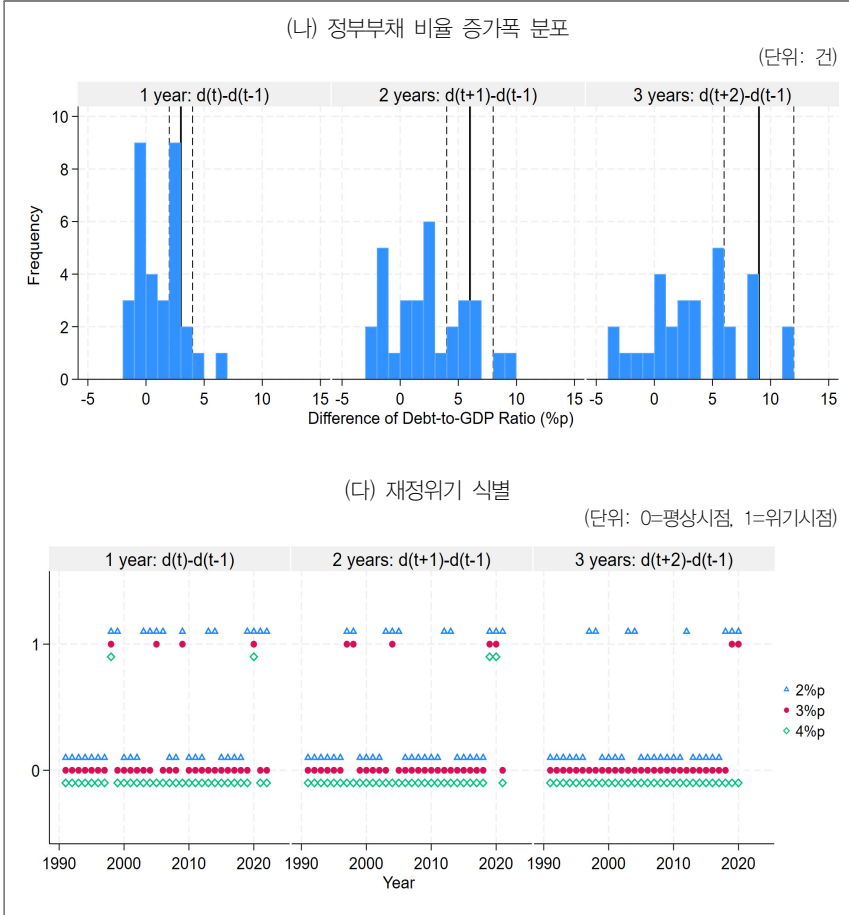 (나) 정부부채 비율 증가폭 분포
(단위: 건)
1 year: d(t)-d(t-1) 2 years: d(t+1)-d(t-1) 3 years: d(t+2)-d(t-1)
10
8
6
4
2
0
Frequency
-5 0 5 10 15 -5 0 5 10 15 -5 0 5 10 15
Difference of Debt-to-GDP Ratio (%p)
(다) 재정위기 식별
(단위: 0=평상시점, 1=위기시점)
1 year: d(t)-d(t-1) 2 years: d(t+1)-d(t-1) 3 years: d(t+2)-d(t-1)
1
0
2%p
3%p
4%p
1990 2000 2010 2020 1990 2000 2010 2020 1990 2000 2010 2020
Year